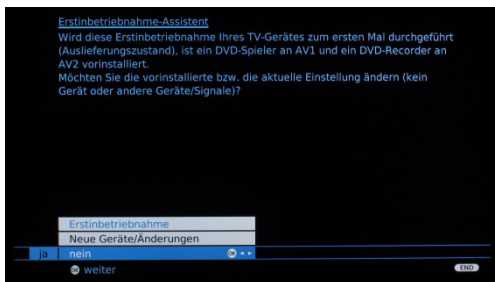 Erstinbetriebnahme-Assistent
Wird diese Erstinbetriebnahme Ihres TV-Gerätes zum ersten Mal durchgeführt
(Auslieferungszustand), ist ein DVD-Spieler an AV1 und ein DVD-Recorder an
AV2 vorinstalliert.
Möchten Sie die vorinstallierte bzw. die aktuelle Einstellung ändern (kein
Gerät oder andere Geräte/Signale)?
Erstinbetriebnahme
Neue Geräte/Änderungen
ja nein OK
OK weiter END